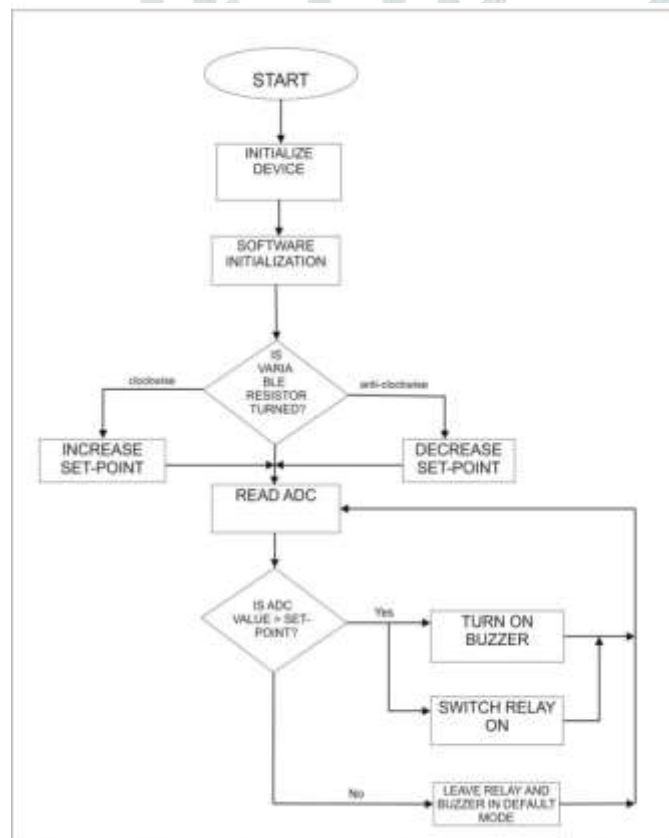 START
INITIALIZE
DEVICE
SOFTWARE
INITIALIZATION
IS
VARIA
BLE
RESISTOR
TURNED?
clockwise
anti-clockwise
INCREASE
SET-POINT
DECREASE
SET-POINT
READ ADC
IS ADC
VALUE > SET-
POINT?
Yes
TURN ON
BUZZER
SWITCH RELAY
ON
No
LEAVE RELAY AND
BUZZER IN DEFAULT
MODE